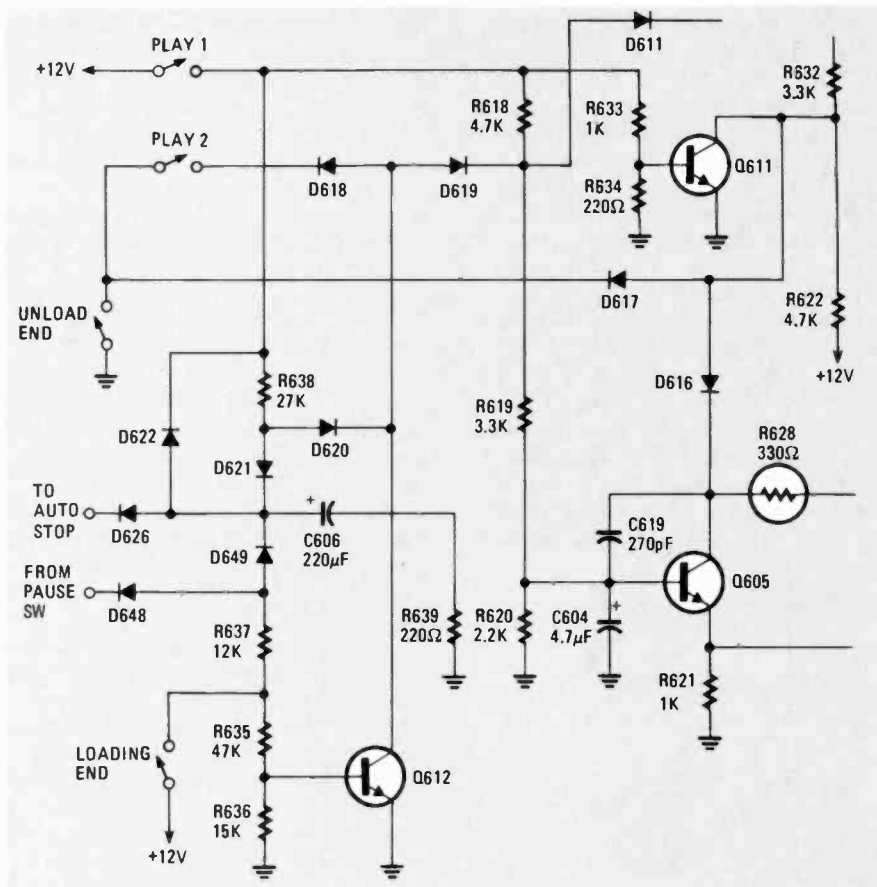 PLAY 1
+12V
D611
R632
3.3K
R618
4.7K
R633
1K
PLAY 2
D618
D619
Q611
R634
220Ω
D617
UNLOAD
END
R622
4.7K
+12V
R638
27K
D616
R619
3.3K
D622
D620
R628
330Ω
D621
TO
AUTO
STOP
+
C606
220μF
D626
C619
270pF
D649
FROM
PAUSE
SW
D648
Q605
R639
220Ω
R620
2.2K
C604
4.7μF
+
R637
12K
R621
1K
LOADING
END
R635
47K
Q612
R636
15K
+12V